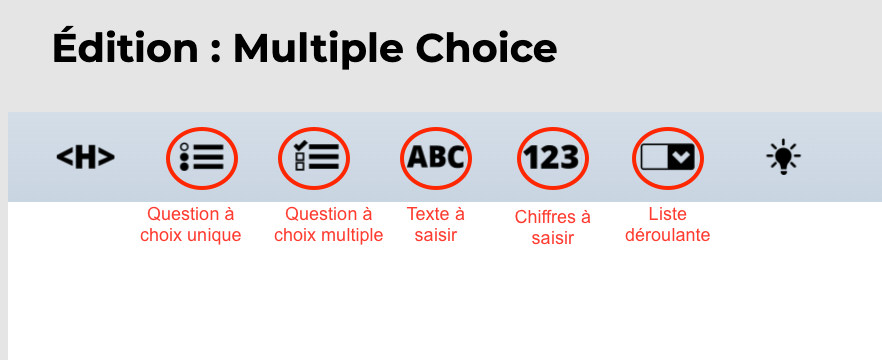 Édition : Multiple Choice
<H>
ABC
123
Question à
choix unique
Question à
choix multiple
Texte à
saisir
Chiffres à
saisir
Liste
déroulante